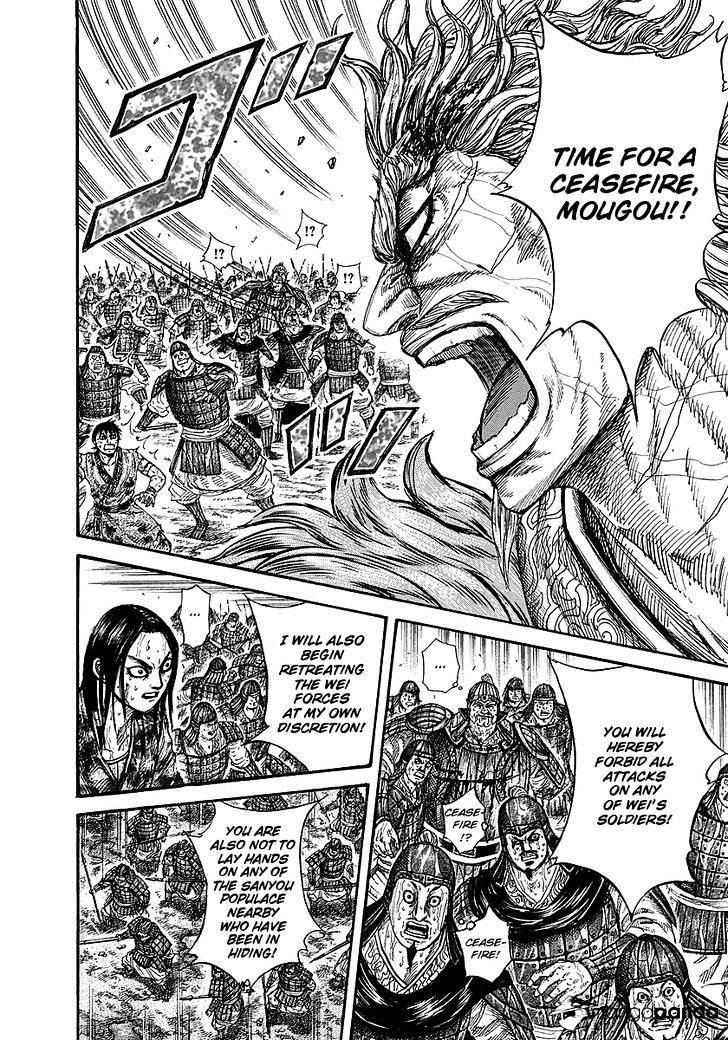 TIME FOR A
CEASEFIRE,
MOUGOU!!
!?
!?
!?
YOU WILL
HEREBY
FORBID ALL
ATTACKS
ON ANY
OF WEI'S
SOLDIERS!
...
CEASE-
FIRE
!?
CEASE-
FIRE!
I WILL ALSO
BEGIN
RETREATING
THE WEI
FORCES
AT MY OWN
DISCRETION!
...
YOU ARE
ALSO NOT TO
LAY HANDS
ON ANY OF
THE SANYOU
POPULACE
NEARBY
WHO HAVE
BEEN IN
HIDING!
mangapanda